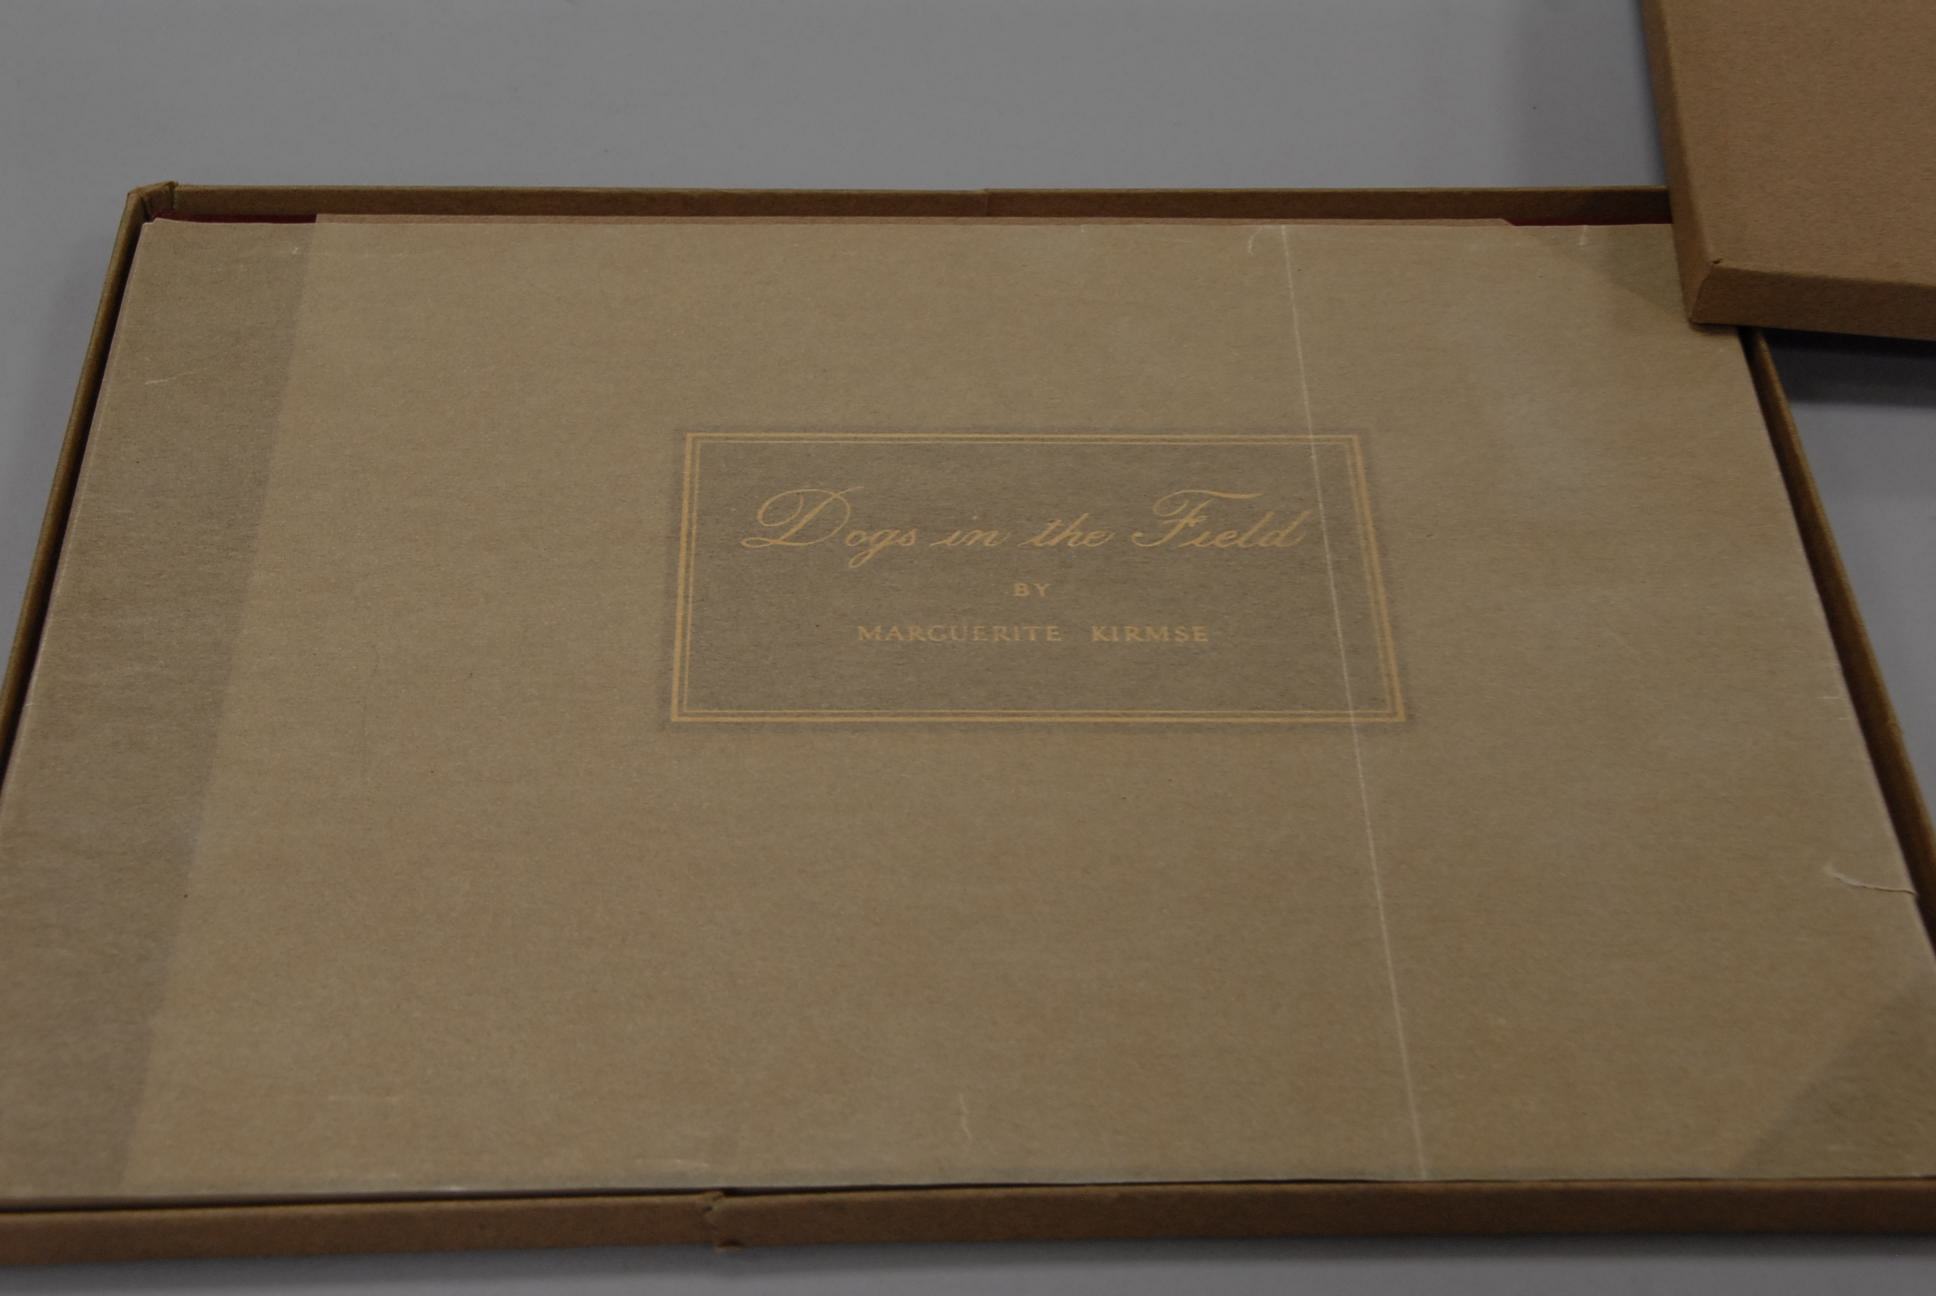 Dogs in the Field
BY
MARGUERITE KIRMSE